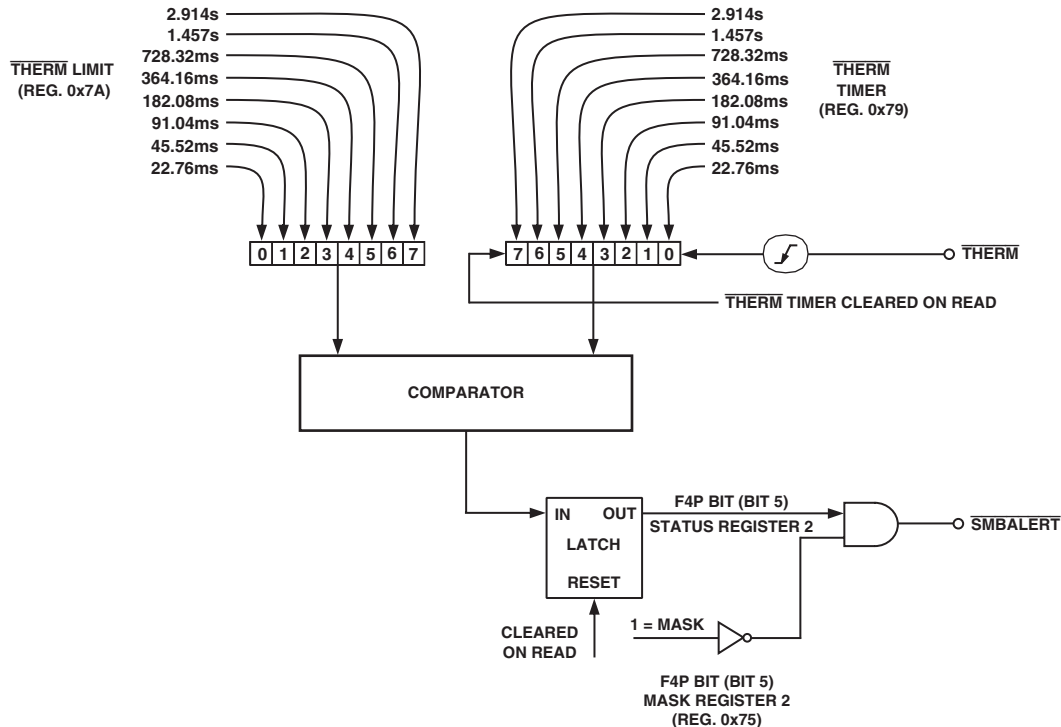 2.914s
1.457s
728.32ms
364.16ms
182.08ms
91.04ms
45.52ms
22.76ms
THERM LIMIT
(REG. 0x7A)
2.914s
1.457s
728.32ms
364.16ms
182.08ms
91.04ms
45.52ms
22.76ms
THERM
TIMER
(REG. 0x79)
0 1 2 3 4 5 6 7
7 6 5 4 3 2 1 0
THERM
THERM TIMER CLEARED ON READ
COMPARATOR
IN OUT
LATCH
RESET
F4P BIT (BIT 5)
STATUS REGISTER 2
SMBALERT
CLEARED
ON READ
1 = MASK
F4P BIT (BIT 5)
MASK REGISTER 2
(REG. 0x75)